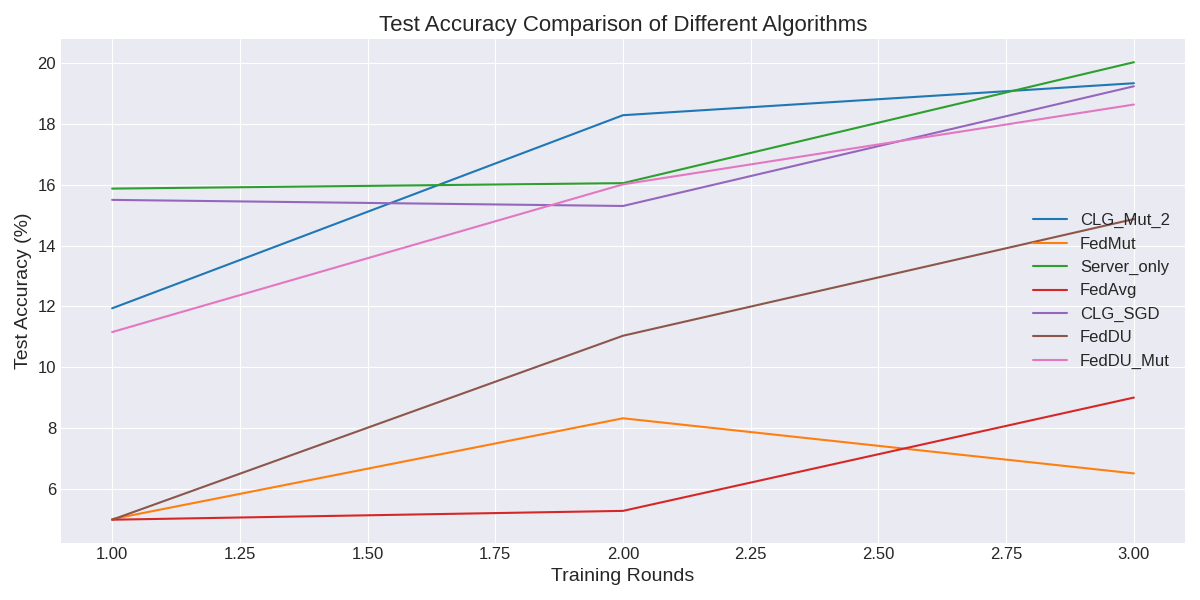 Test Accuracy Comparison of Different Algorithms
Test Accuracy (%)
20
18
16
14
12
10
8
6
CLG_Mut_2
FedMut
Server_only
FedAvg
CLG_SGD
FedDU
FedDU_Mut
1.00 1.25 1.50 1.75 2.00 2.25 2.50 2.75 3.00
Training Rounds